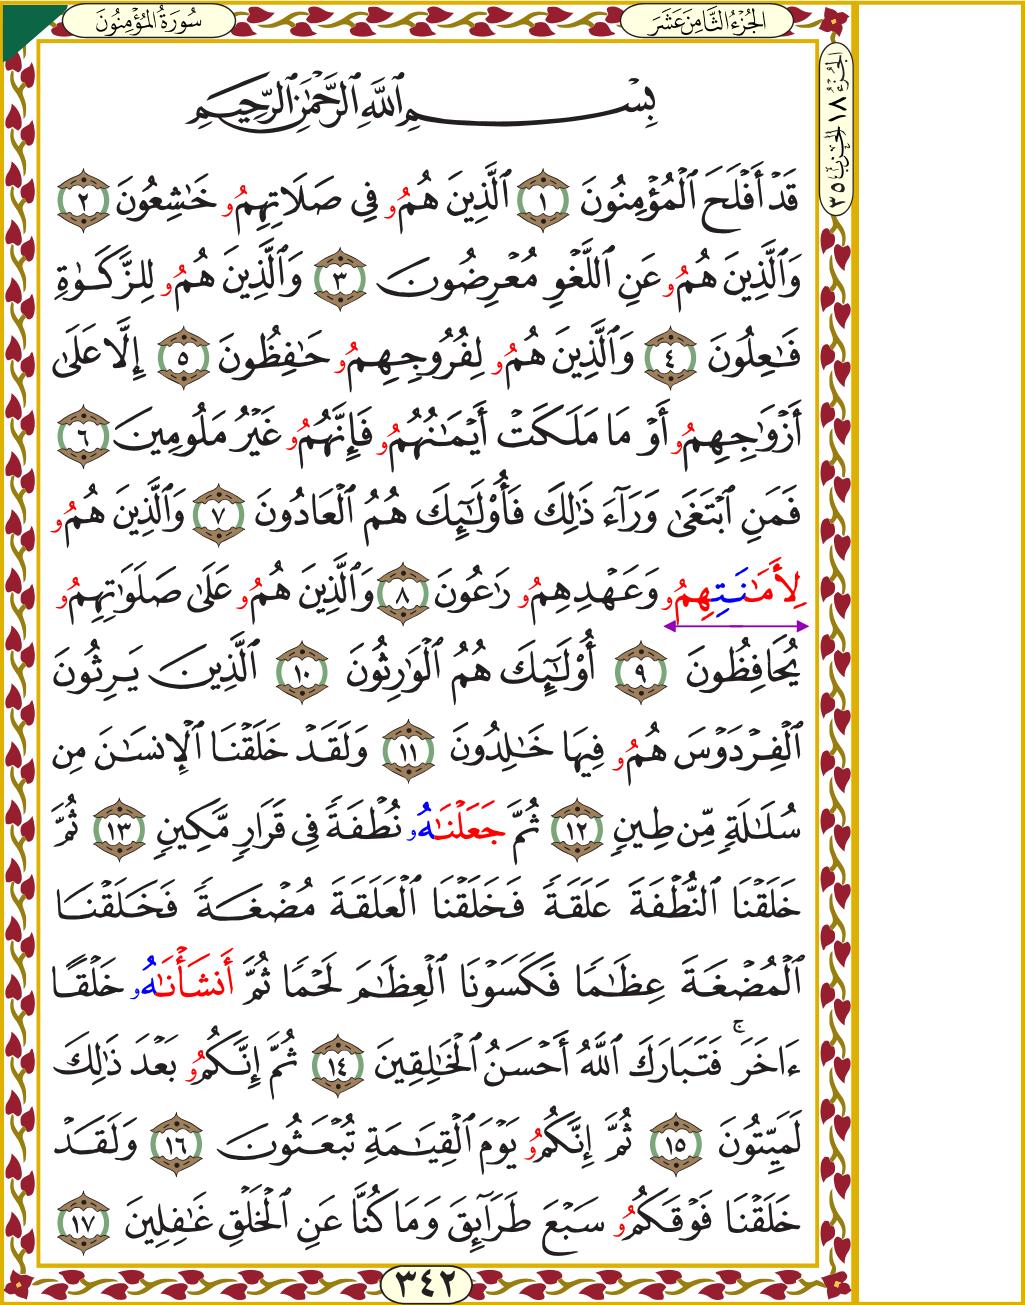 سُورَةُ المُؤْمِنُونَ
الجُزْءُ الثَّامِنَ عَشَرَ
الجزء ١٨ الحزب ٣٥
بِسْمِ ٱللَّهِ ٱلرَّحْمَٰنِ ٱلرَّحِيمِ
قَدْ أَفْلَحَ ٱلْمُؤْمِنُونَ ١ ٱلَّذِينَ هُمُۥ فِي صَلَاتِهِمُۥ خَٰشِعُونَ ٢
وَٱلَّذِينَ هُمُۥ عَنِ ٱللَّغْوِ مُعْرِضُونَ ٣ وَٱلَّذِينَ هُمُۥ لِلزَّكَوٰةِ
فَٰعِلُونَ ٤ وَٱلَّذِينَ هُمُۥ لِفُرُوجِهِمُۥ حَٰفِظُونَ ٥ إِلَّا عَلَىٰ
أَزْوَٰجِهِمُۥ أَوْ مَا مَلَكَتْ أَيْمَٰنُهُمُۥ فَإِنَّهُمُۥ غَيْرُ مَلُومِينَ ٦
فَمَنِ ٱبْتَغَىٰ وَرَآءَ ذَٰلِكَ فَأُوْلَٰٓئِكَ هُمُ ٱلْعَادُونَ ٧ وَٱلَّذِينَ هُمُۥ
لِأَمَٰنَتِهِمُۥ وَعَهْدِهِمُۥ رَٰعُونَ ٨ وَٱلَّذِينَ هُمُۥ عَلَىٰ صَلَوَٰتِهِمُۥ
يُحَافِظُونَ ٩ أُوْلَٰٓئِكَ هُمُ ٱلْوَٰرِثُونَ ١٠ ٱلَّذِينَ يَرِثُونَ
ٱلْفِرْدَوْسَ هُمُۥ فِيهَا خَٰلِدُونَ ١١ وَلَقَدْ خَلَقْنَا ٱلْإِنسَٰنَ مِن
سُلَٰلَةٍ مِّن طِينٍ ١٢ ثُمَّ جَعَلْنَٰهُۥ نُطْفَةً فِي قَرَارٍ مَّكِينٍ ١٣ ثُمَّ
خَلَقْنَا ٱلنُّطْفَةَ عَلَقَةً فَخَلَقْنَا ٱلْعَلَقَةَ مُضْغَةً فَخَلَقْنَا
ٱلْمُضْغَةَ عِظَٰمًا فَكَسَوْنَا ٱلْعِظَٰمَ لَحْمًا ثُمَّ أَنشَأْنَٰهُۥ خَلْقًا
ءَاخَرَۚ فَتَبَارَكَ ٱللَّهُ أَحْسَنُ ٱلْخَٰلِقِينَ ١٤ ثُمَّ إِنَّكُمُۥ بَعْدَ ذَٰلِكَ
لَمَيِّتُونَ ١٥ ثُمَّ إِنَّكُمُۥ يَوْمَ ٱلْقِيَٰمَةِ تُبْعَثُونَ ١٦ وَلَقَدْ
خَلَقْنَا فَوْقَكُمُۥ سَبْعَ طَرَآئِقَ وَمَا كُنَّا عَنِ ٱلْخَلْقِ غَٰفِلِينَ ١٧
٣٤٢